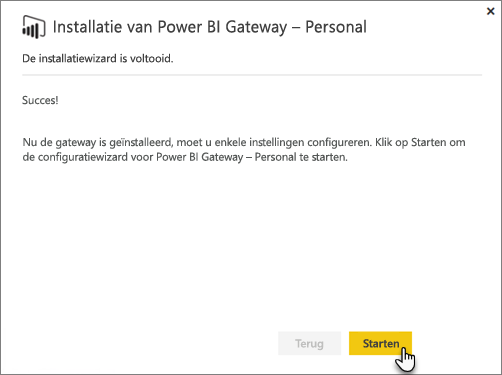 Installatie van Power BI Gateway – Personal
De installatiewizard is voltooid.
Succes!
Nu de gateway is geïnstalleerd, moet u enkele instellingen configureren. Klik op Starten om
de configuratiewizard voor Power BI Gateway – Personal te starten.
Terug
Starten